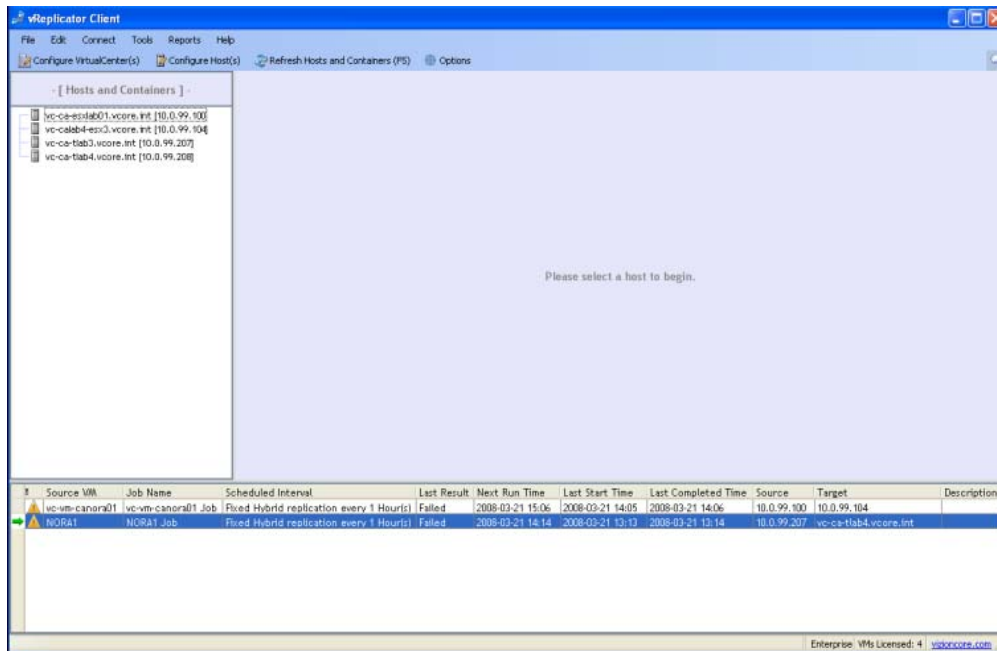 vReplicator Client
File Edit Connect Tools Reports Help
Configure VirtualCenter(s) Configure Host(s) Refresh Hosts and Containers (F5) Options
- [ Hosts and Containers ] -
vc-ca-esxlab01.vcore.int [10.0.99.100]
vc-calab4-esx3.vcore.int [10.0.99.104]
vc-ca-tlab3.vcore.int [10.0.99.207]
vc-ca-tlab4.vcore.int [10.0.99.208]
Please select a host to begin.
! Source VM Job Name Scheduled Interval Last Result Next Run Time Last Start Time Last Completed Time Source Target Description
vc-vm-canora01 vc-vm-canora01 Job Fixed Hybrid replication every 1 Hour(s) Failed 2008-03-21 15:06 2008-03-21 14:05 2008-03-21 14:06 10.0.99.100 10.0.99.104
NORA1 NORA1 Job Fixed Hybrid replication every 1 Hour(s) Failed 2008-03-21 14:14 2008-03-21 13:13 2008-03-21 13:14 10.0.99.207 vc-ca-tlab4.vcore.int
Enterprise VMs Licensed: 4 vizioncore.com